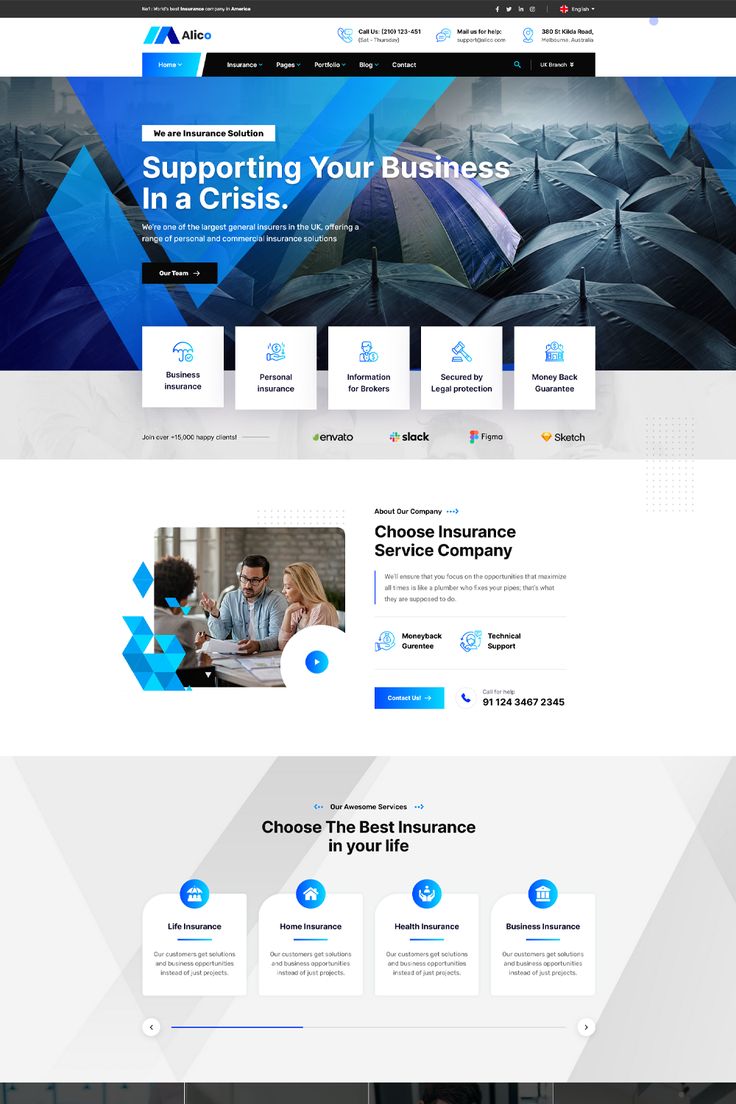 No1: World's best Insurance company in America
English
Alico
Call Us: (210) 123-451
(Sat - Thursday)
Mail us for help:
support@alico.com
380 St Kilda Road,
Melbourne, Australia
Home
Insurance
Pages
Portfolio
Blog
Contact
UK Branch
We are Insurance Solution
Supporting Your Business
In a Crisis.
We're one of the largest general insurers in the UK, offering a
range of personal and commercial insurance solutions
Our Team
Business
insurance
Personal
insurance
Information
for Brokers
Secured by
Legal protection
Money Back
Guarantee
Join over +15,000 happy clients!
envato
slack
Figma
Sketch
About Our Company
Choose Insurance
Service Company
We'll ensure that you focus on the opportunities that maximize
all times is like a plumber who fixes your pipes; that's what
they are supposed to do.
Moneyback
Gurentee
Technical
Support
Contact Us!
Call for help
91 124 3467 2345
Our Awesome Services
Choose The Best Insurance
in your life
Life Insurance
Our customers get solutions
and business opportunities
instead of just projects.
Home Insurance
Our customers get solutions
and business opportunities
instead of just projects.
Health Insurance
Our customers get solutions
and business opportunities
instead of just projects.
Business Insurance
Our customers get solutions
and business opportunities
instead of just projects.